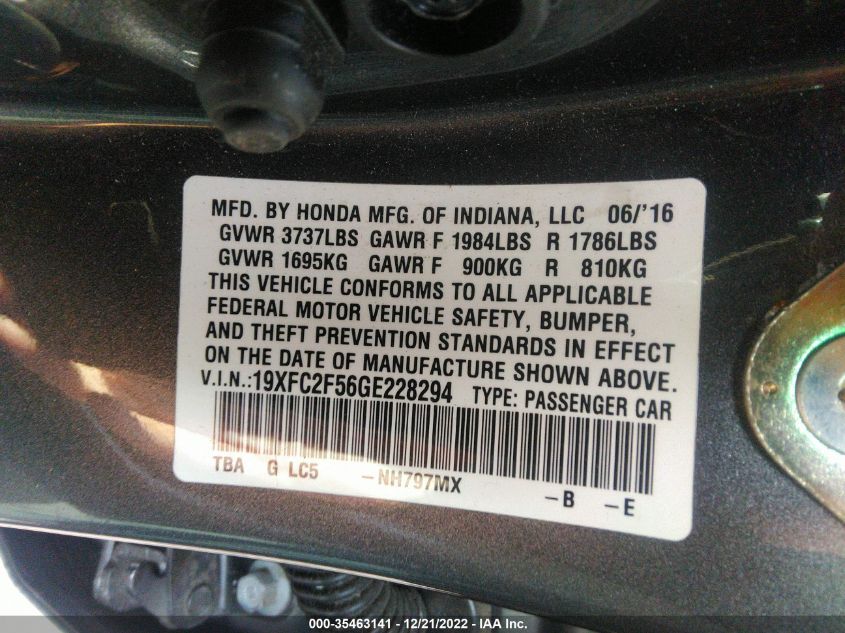 MFD. BY HONDA MFG. OF INDIANA, LLC 06/'16
GVWR 3737LBS GAWR F 1984LBS R 1786LBS
GVWR 1695KG GAWR F 900KG R 810KG
THIS VEHICLE CONFORMS TO ALL APPLICABLE
FEDERAL MOTOR VEHICLE SAFETY, BUMPER,
AND THEFT PREVENTION STANDARDS IN EFFECT
ON THE DATE OF MANUFACTURE SHOWN ABOVE.
V.I.N.:19XFC2F56GE228294 TYPE: PASSENGER CAR
TBA G LC5 -NH797MX -B -E
000-35463141 - 12/21/2022 - I A A